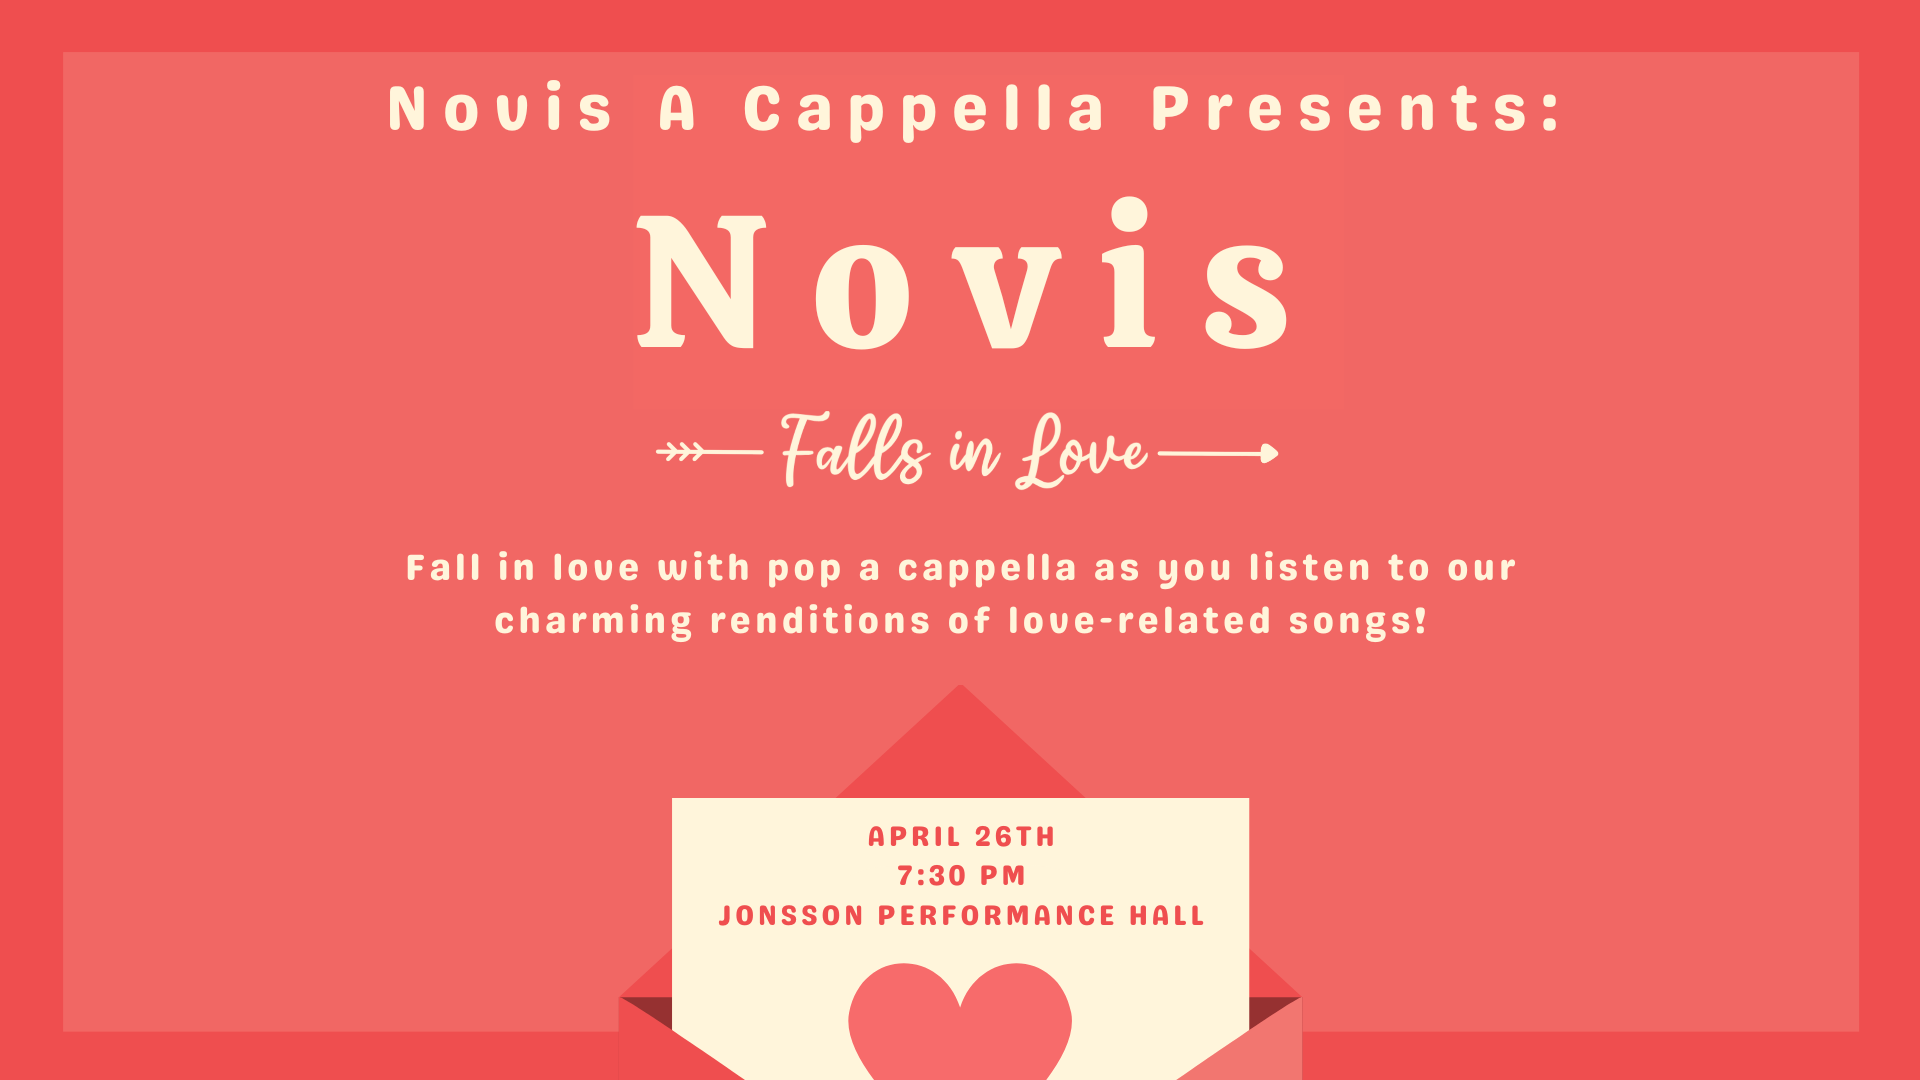 Novis A Cappella Presents:
Novis
Falls in Love
Fall in love with pop a cappella as you listen to our
charming renditions of love-related songs!
APRIL 26TH
7:30 PM
JONSSON PERFORMANCE HALL